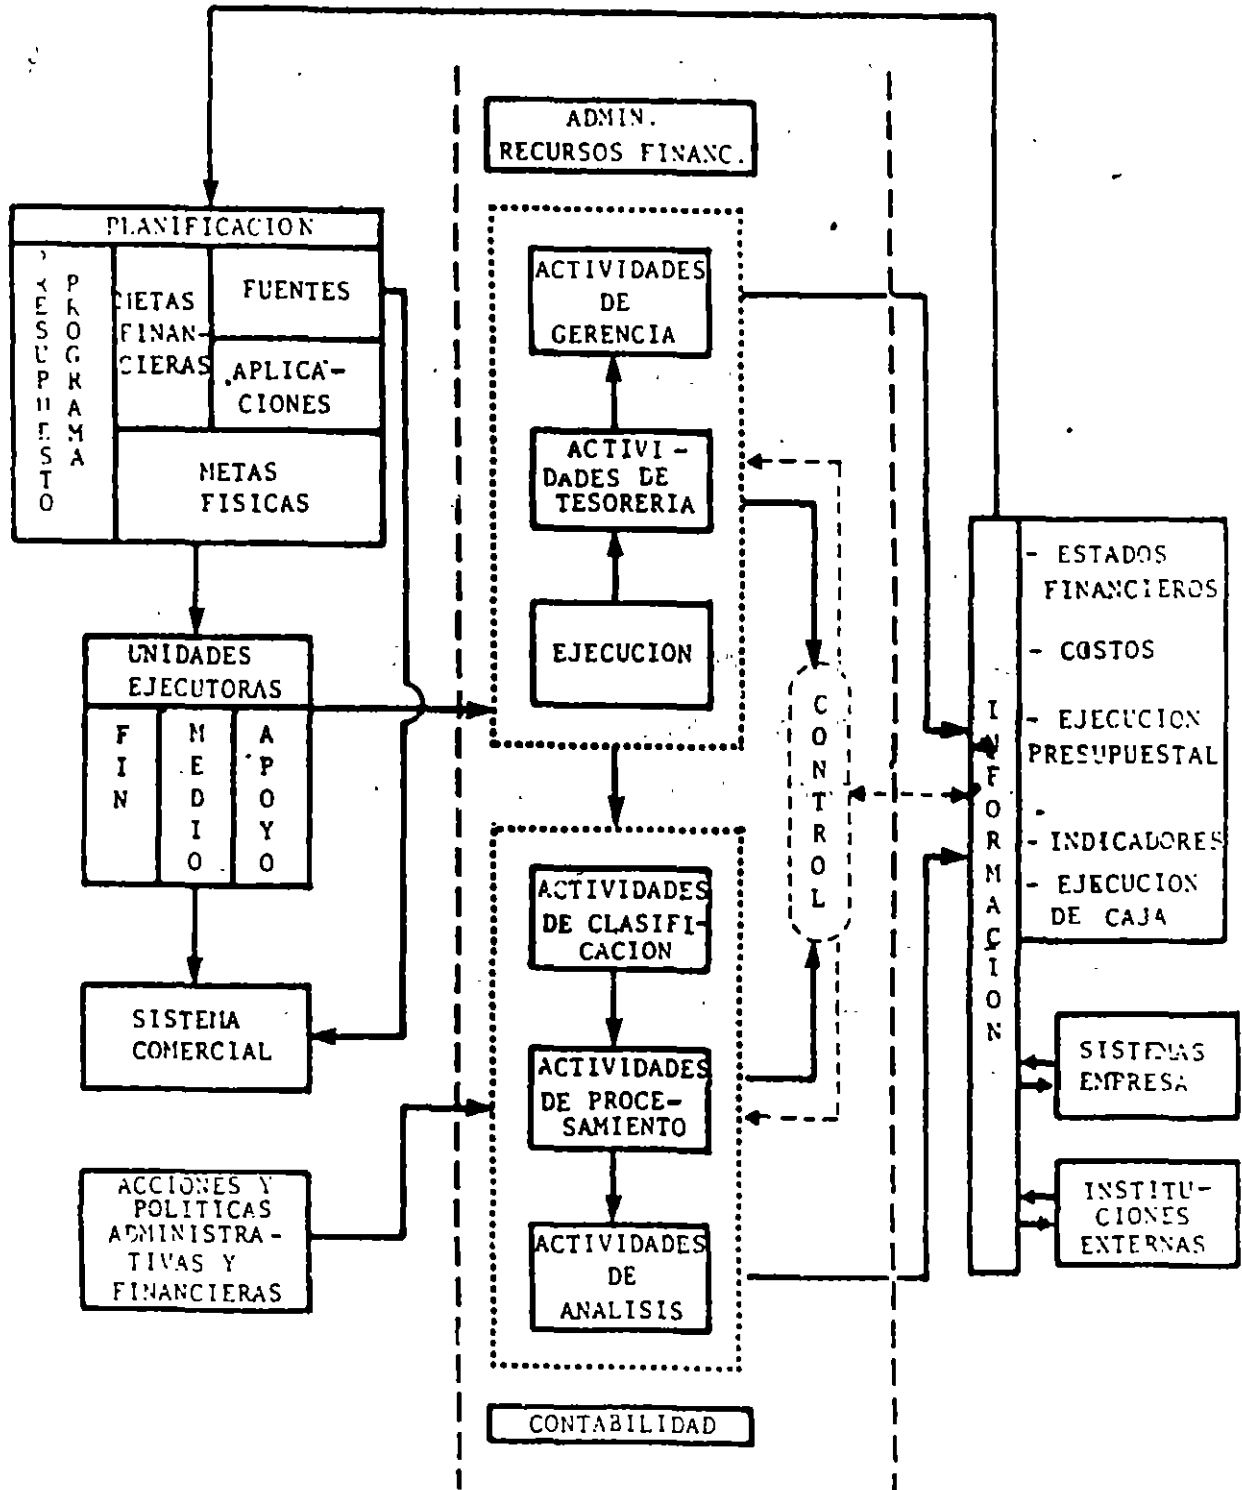 ADMIN.
RECURSOS FINANC.
PLANIFICACION
PRESUPUESTO
PROGRAMA
METAS
FINAN-
CIERAS
FUENTES
APLICA-
CIONES
METAS
FISICAS
UNIDADES
EJECUTORAS
FIN
MEDIO
APOYO
SISTEMA
COMERCIAL
ACCIONES Y
POLITICAS
ADMINISTRA-
TIVAS Y
FINANCIERAS
ACTIVIDADES
DE
GERENCIA
ACTIVI-
DADES DE
TESORERIA
EJECUCION
ACTIVIDADES
DE CLASIFI-
CACION
ACTIVIDADES
DE PROCE-
SAMIENTO
ACTIVIDADES
DE
ANALISIS
CONTABILIDAD
CONTROL
INFORMACION
- ESTADOS
FINANCIEROS
- COSTOS
- EJECUCION
PRESUPUESTAL
- INDICADORES
- EJECUCION
DE CAJA
SISTEMAS
EMPRESA
INSTITU-
CIONES
EXTERNAS